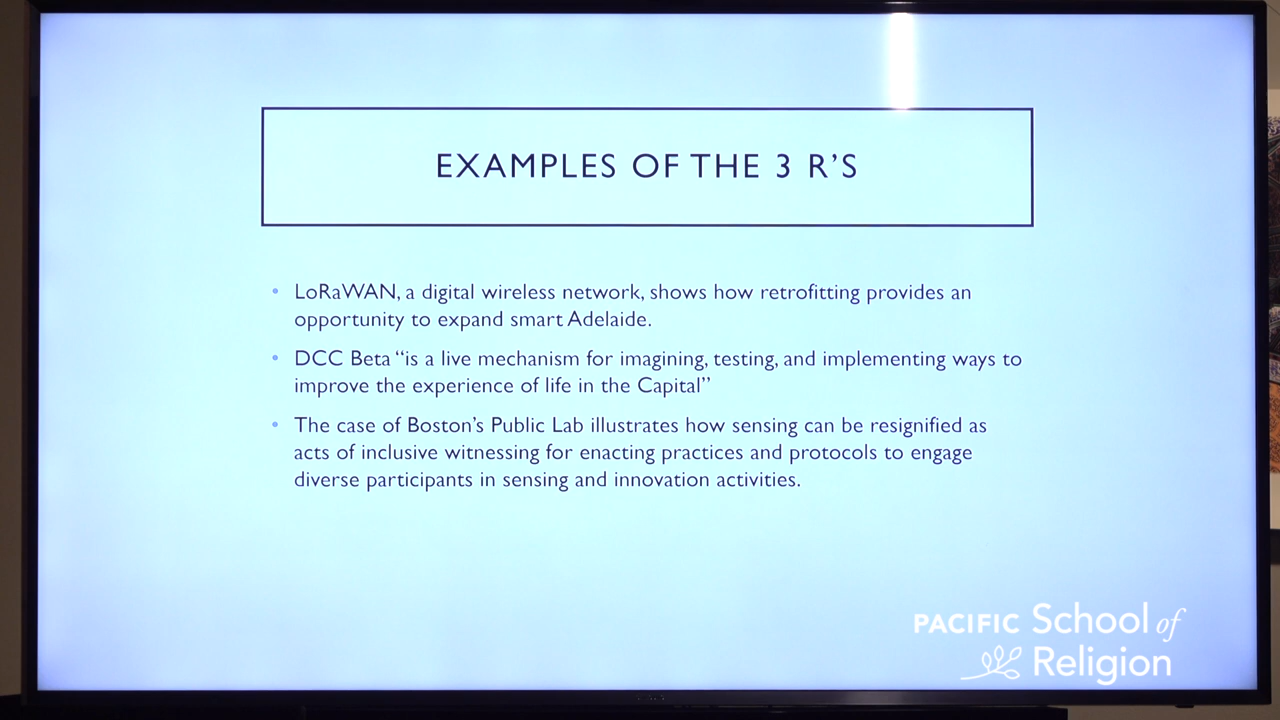 EXAMPLES OF THE 3 R’S
• LoRaWAN, a digital wireless network, shows how retrofitting provides an
opportunity to expand smart Adelaide.
• DCC Beta “is a live mechanism for imagining, testing, and implementing ways to
improve the experience of life in the Capital”
• The case of Boston’s Public Lab illustrates how sensing can be resignified as
acts of inclusive witnessing for enacting practices and protocols to engage
diverse participants in sensing and innovation activities.
PACIFIC School of
Religion